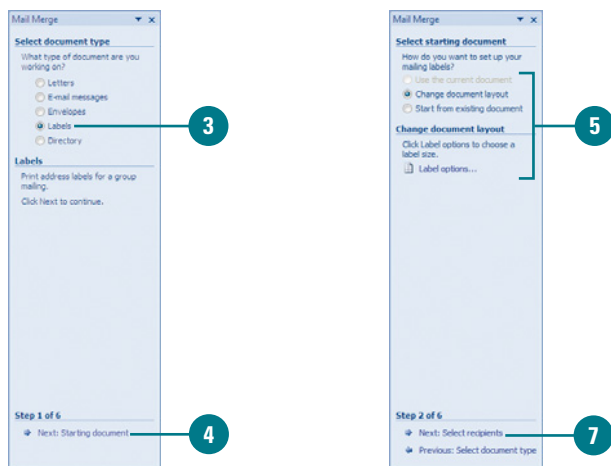 Mail Merge
Select document type
What type of document are you
working on?
Letters
E-mail messages
Envelopes
Labels
3
Directory
Labels
Print address labels for a group
mailing.
Click Next to continue.
Step 1 of 6
Next: Starting document
4
Mail Merge
Select starting document
How do you want to set up your
mailing labels?
Use the current document
Change document layout
Start from existing document
5
Change document layout
Click Label options to choose a
label size.
Label options...
Step 2 of 6
Next: Select recipients
7
Previous: Select document type